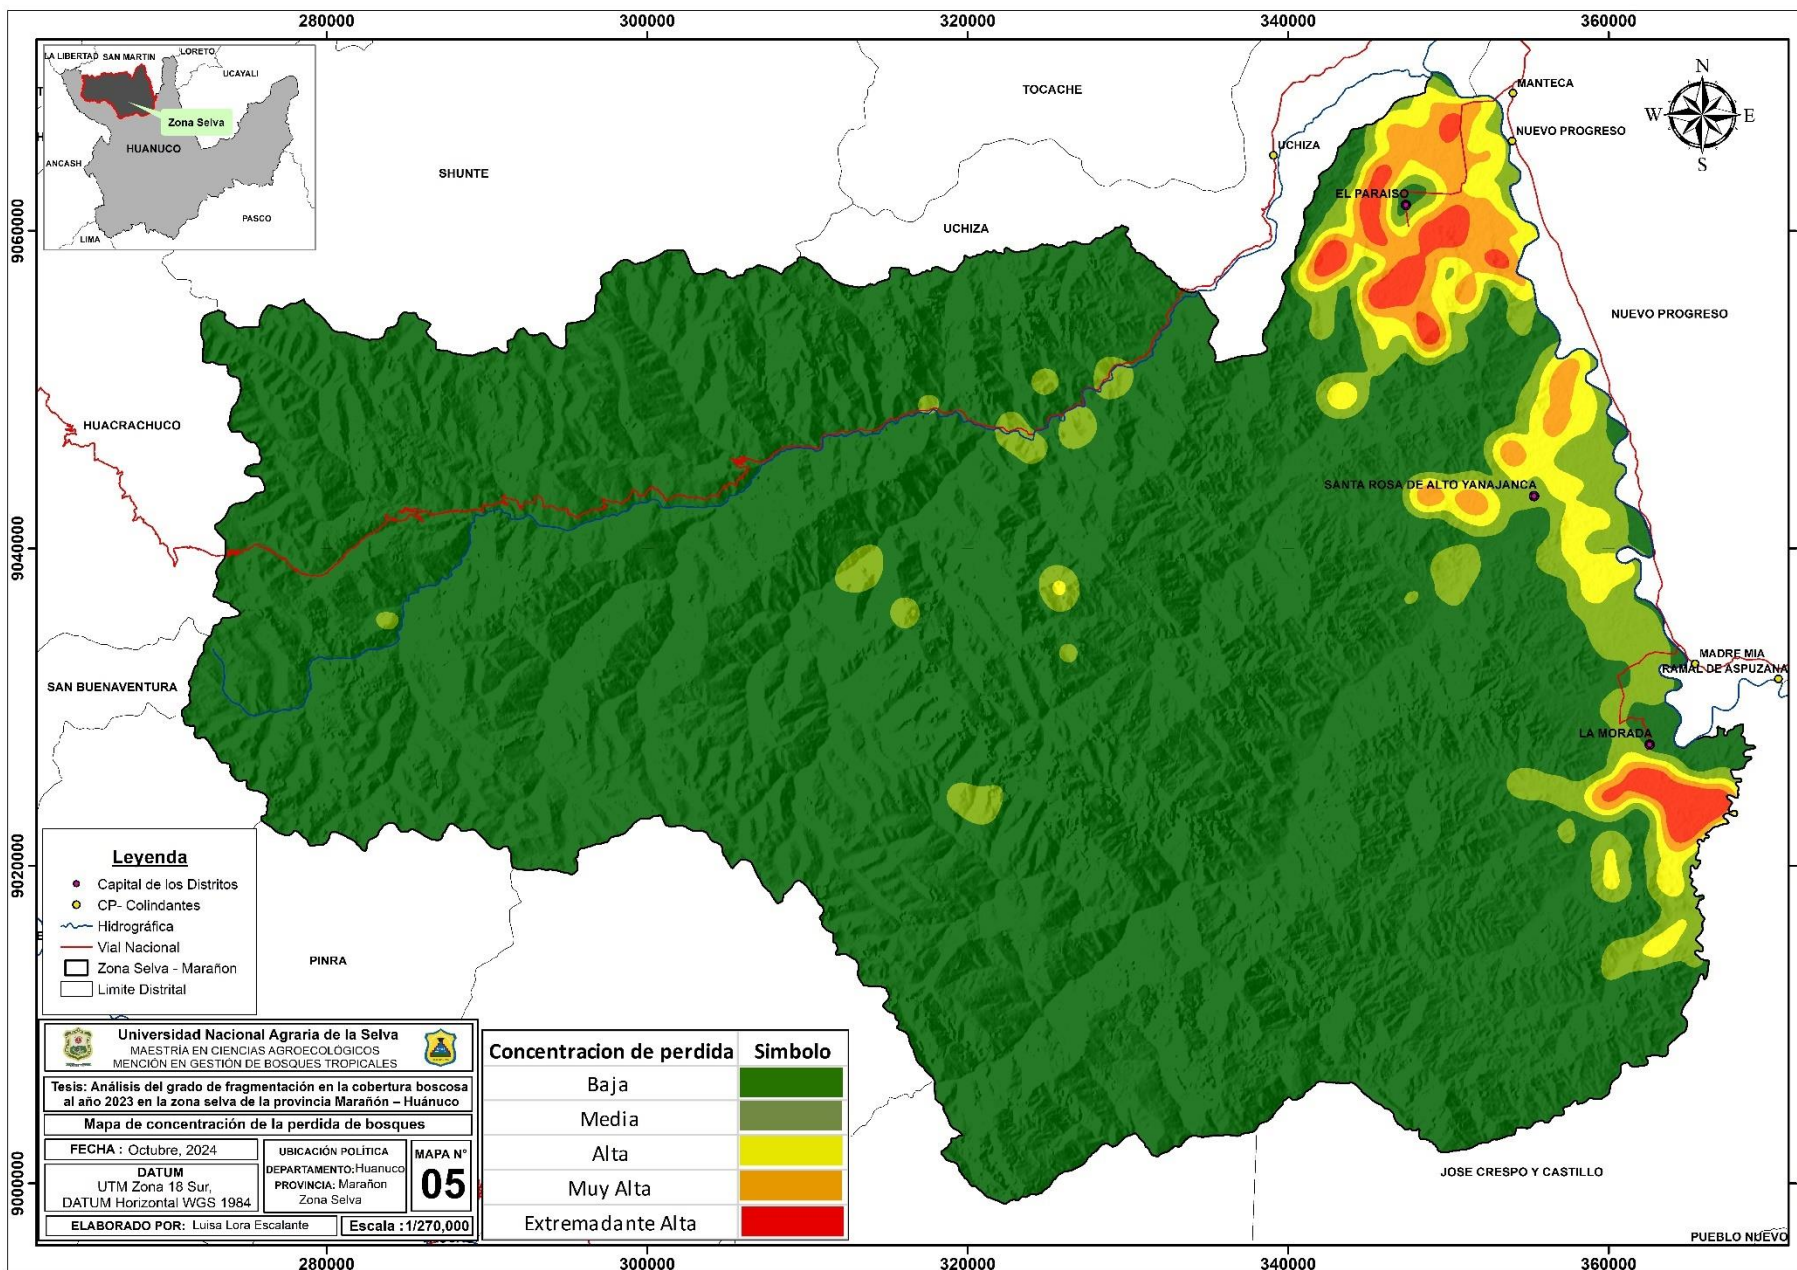 280000
300000
320000
340000
360000
LA LIBERTAD
SAN MARTIN
LORETO
UCAYALI
Zona Selva
HUANUCO
ANCASH
PASCO
LIMA
N
W
E
S
TOCACHE
MANTECA
NUEVO PROGRESO
UCHIZA
SHUNTE
EL PARAISO
UCHIZA
9060000
9060000
NUEVO PROGRESO
HUACRACHUCO
SANTA ROSA DE ALTO YANAJANCA
9040000
9040000
MADRE MIA
RAMAL DE ASPUZANA
SAN BUENAVENTURA
LA MORADA
9020000
9020000
Leyenda
Capital de los Distritos
CP- Colindantes
Hidrográfica
Vial Nacional
Zona Selva - Marañon
Limite Distrital
PINRA
Universidad Nacional Agraria de la Selva
MAESTRÍA EN CIENCIAS AGROECOLÓGICOS
MENCIÓN EN GESTIÓN DE BOSQUES TROPICALES
Tesis: Análisis del grado de fragmentación en la cobertura boscosa
al año 2023 en la zona selva de la provincia Marañón – Huánuco
Mapa de concentración de la perdida de bosques
FECHA : Octubre, 2024
DATUM
UTM Zona 18 Sur,
DATUM Horizontal WGS 1984
UBICACIÓN POLÍTICA
DEPARTAMENTO:Huanuco
PROVINCIA: Marañon
Zona Selva
MAPA N°
05
ELABORADO POR: Luisa Lora Escalante
Escala :1/270,000
Concentracion de perdida Simbolo
Baja
Media
Alta
Muy Alta
Extremadante Alta
9000000
9000000
JOSE CRESPO Y CASTILLO
PUEBLO NUEVO
280000
300000
320000
340000
360000